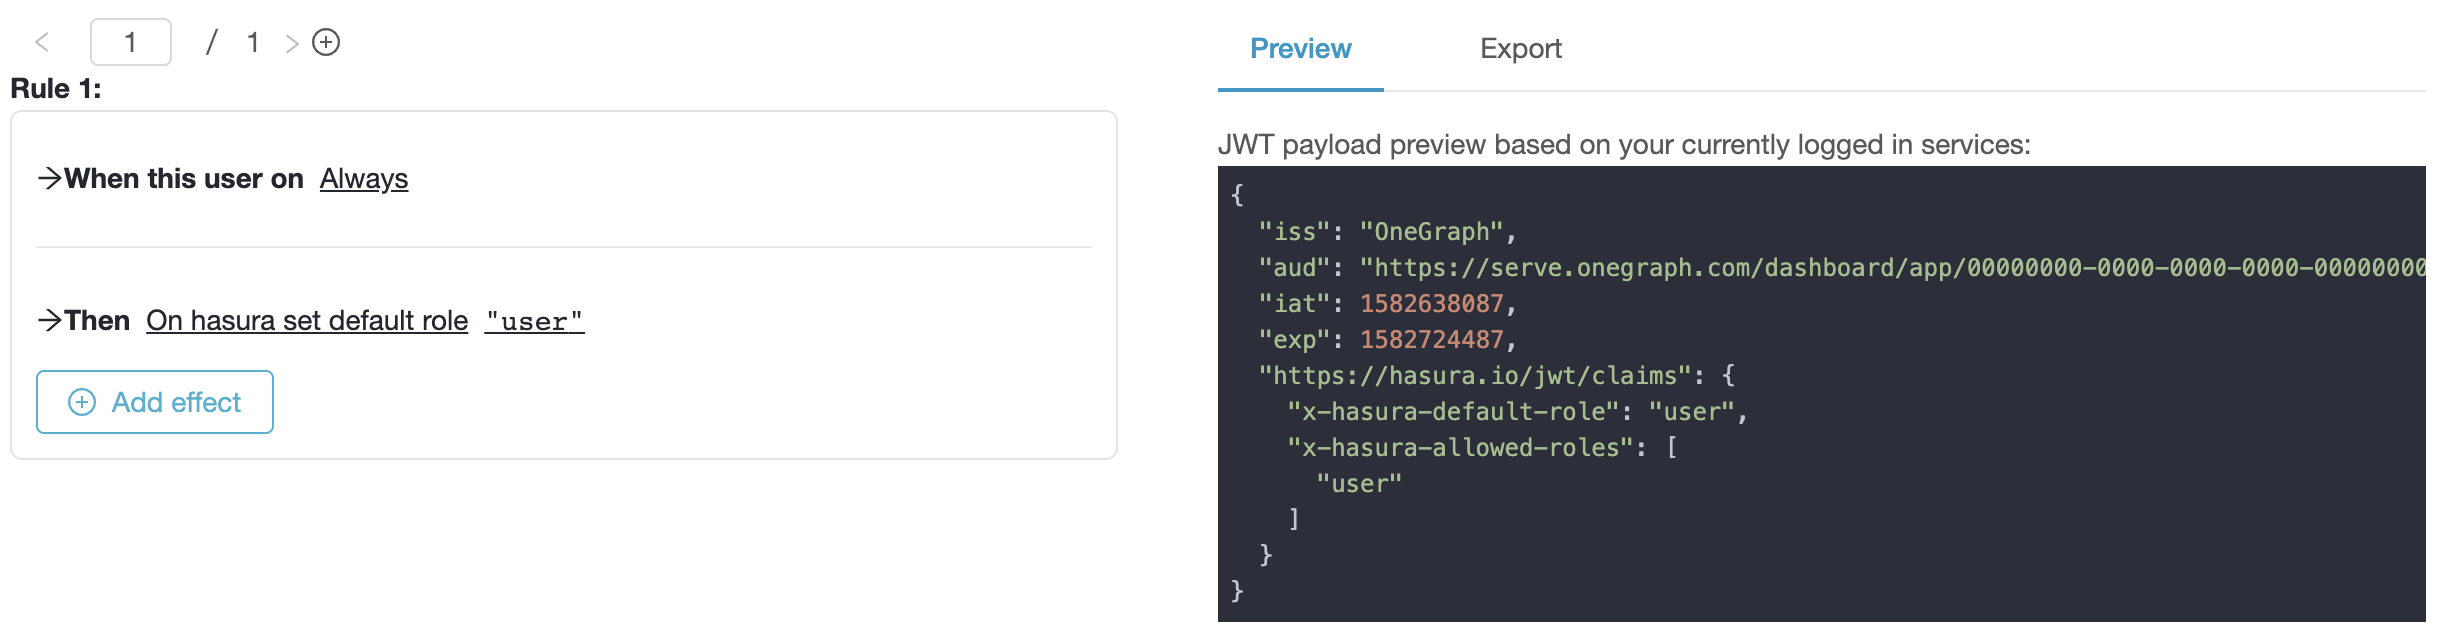 < 1 / 1 >
Rule 1:
→When this user on Always
→Then On hasura set default role "user"
Add effect
Preview Export
JWT payload preview based on your currently logged in services:
{
"iss": "OneGraph",
"aud": "https://serve.onegraph.com/dashboard/app/00000000-0000-0000-0000-00000000
"iat": 1582638087,
"exp": 1582724487,
"https://hasura.io/jwt/claims": {
"x-hasura-default-role": "user",
"x-hasura-allowed-roles": [
"user"
]
}
}